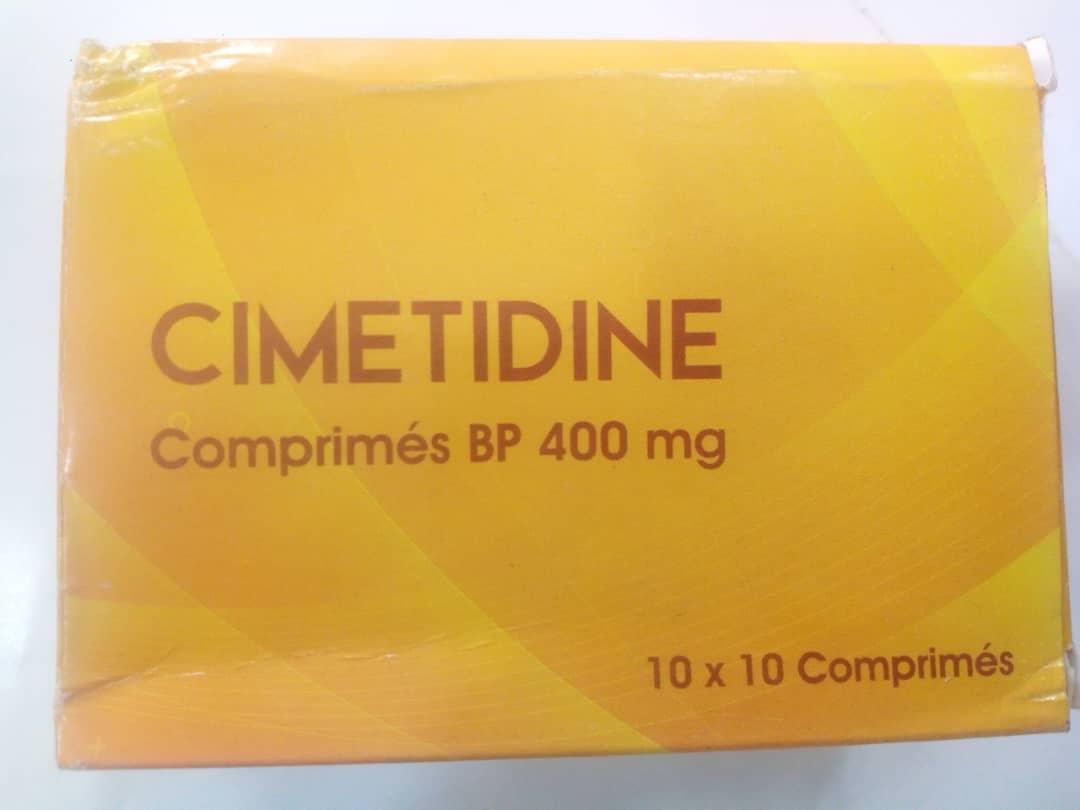 CIMETIDINE
Comprimés BP 400 mg
10 x 10 Comprimés